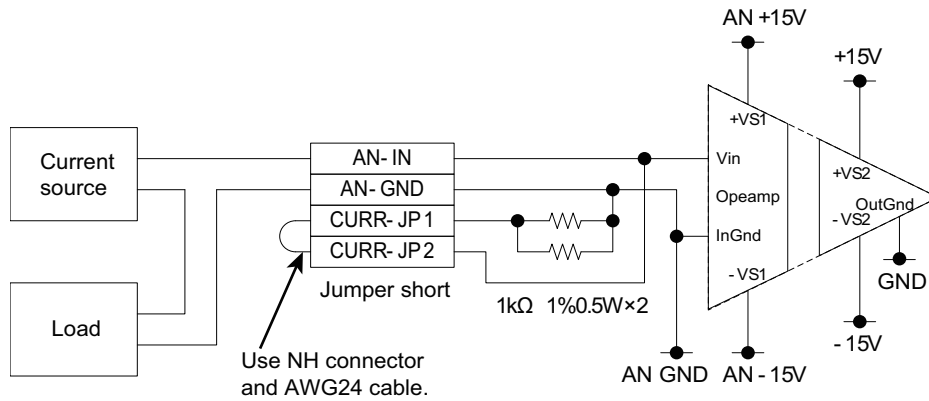 AN +15V
+15V
+VS1
Current
source
AN- IN
Vin
+VS2
AN- GND
Opeamp
OutGnd
CURR- JP1
-VS2
CURR- JP2
InGnd
-VS1
GND
Jumper short
1kΩ 1%0.5W×2
Load
-15V
Use NH connector
and AWG24 cable.
AN GND
AN -15V